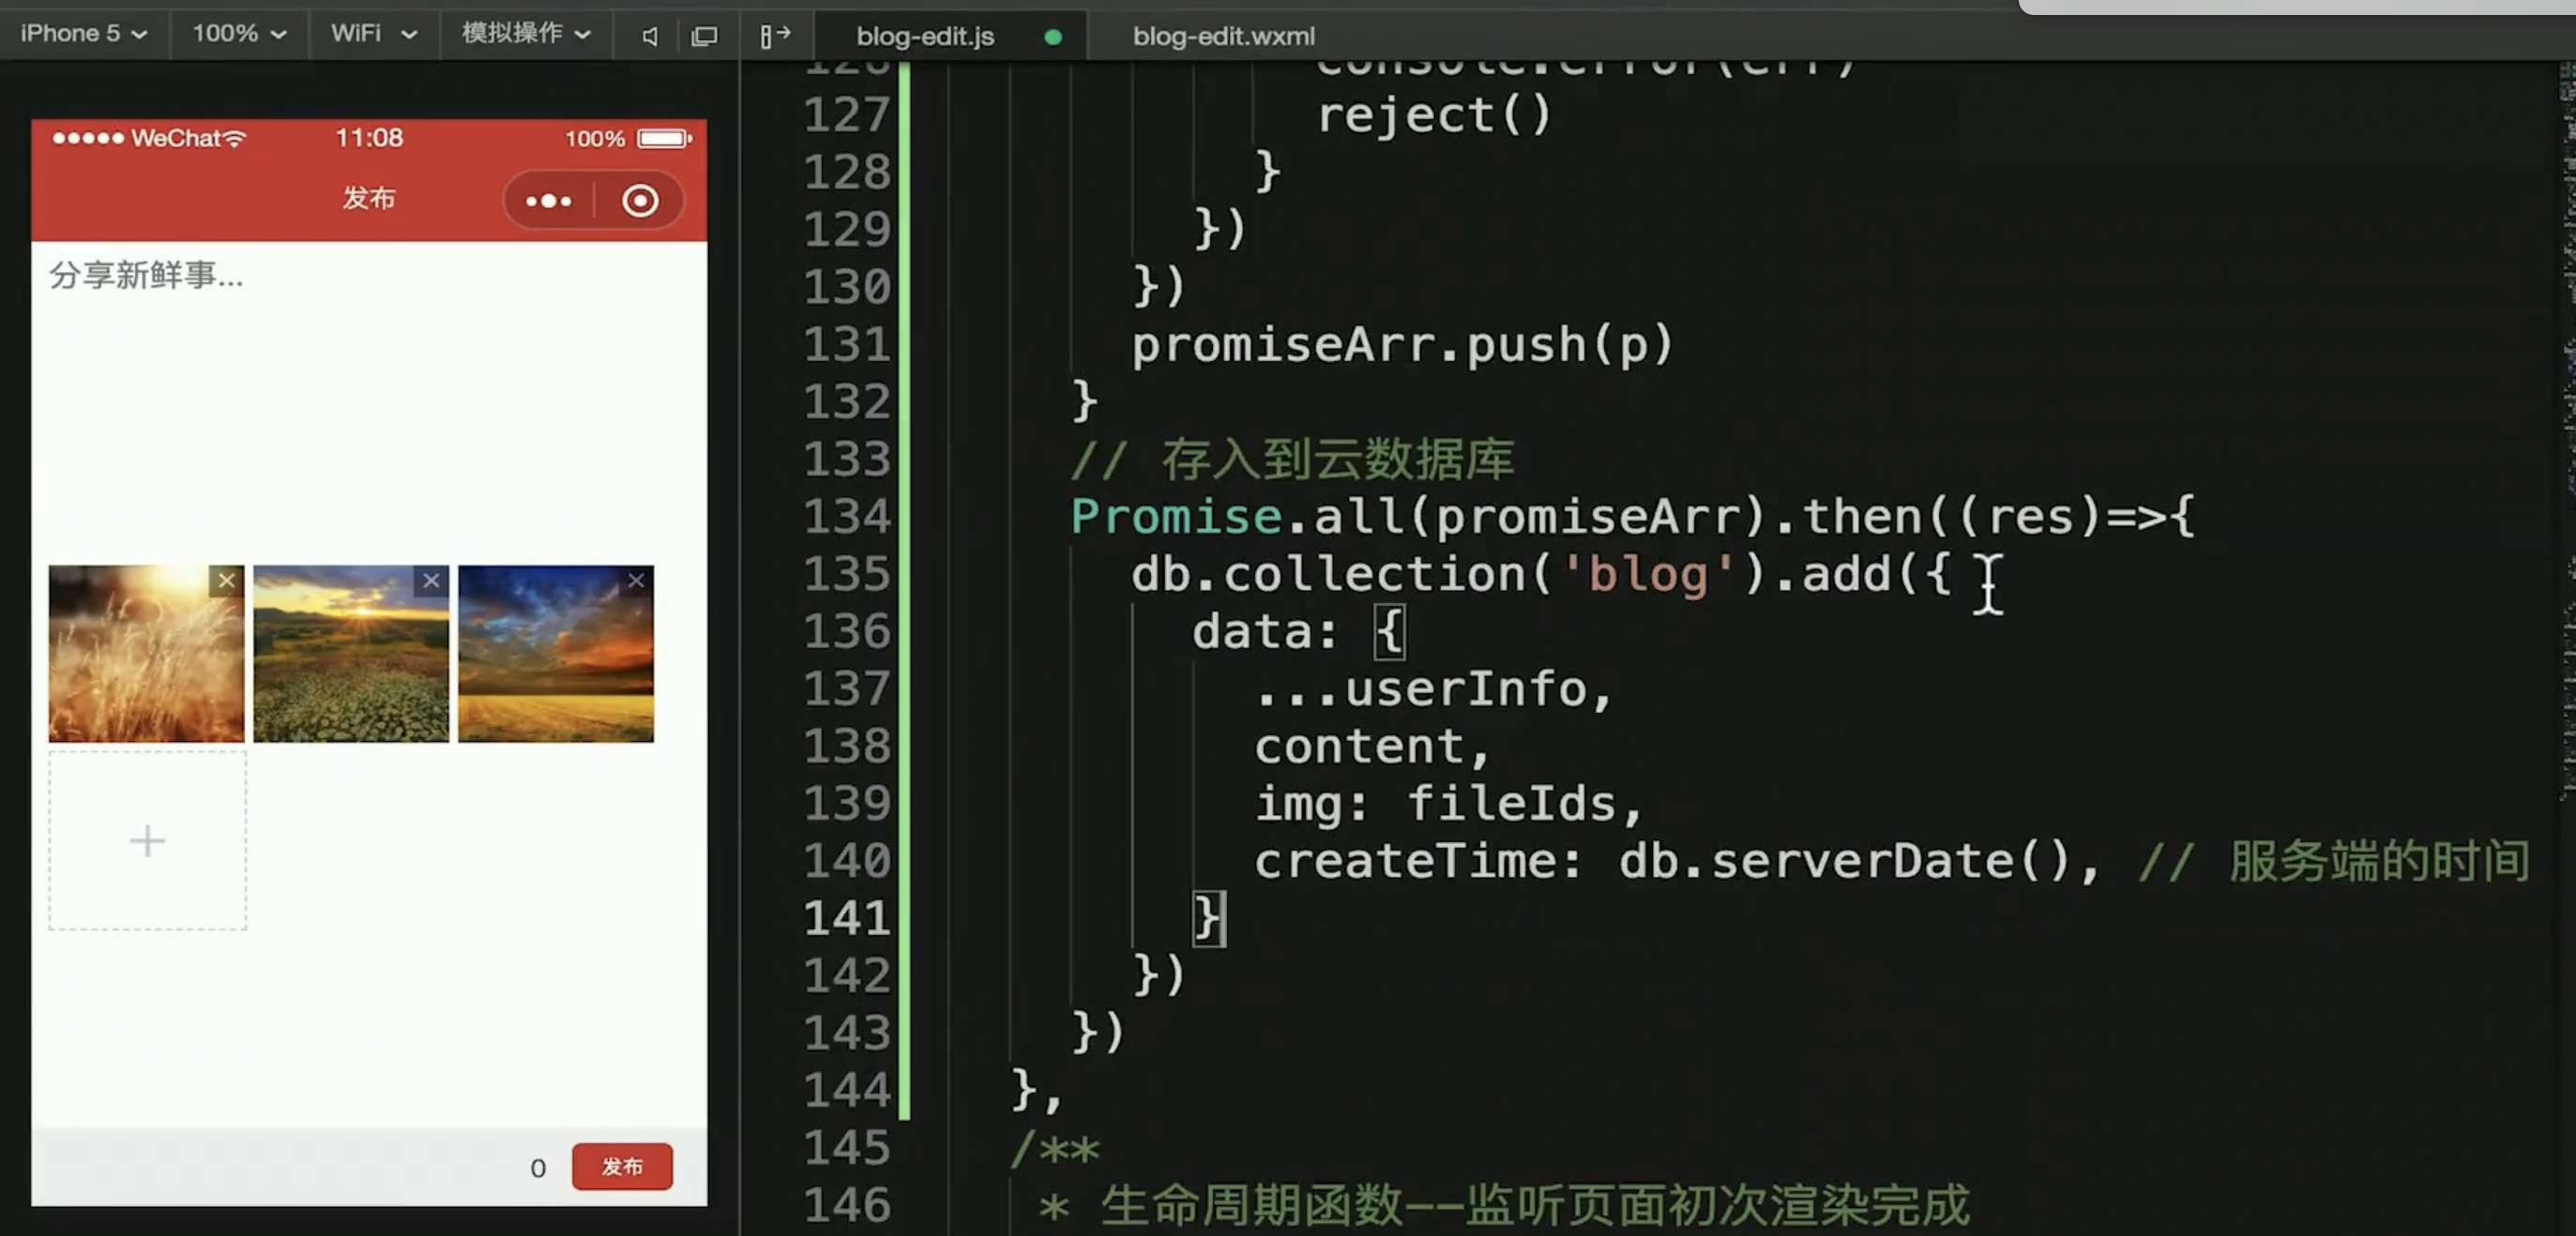 iPhone 5 100% WiFi 模拟操作 blog-edit.js blog-edit.wxml
WeChat 11:08 100%
发布
分享新鲜事...
0 发布
126 console.error(err)
127 reject()
128 }
129 })
130 })
131 promiseArr.push(p)
132 }
133 // 存入到云数据库
134 Promise.all(promiseArr).then((res)=>{
135 db.collection('blog').add({
136 data: {
137 ...userInfo,
138 content,
139 img: fileIds,
140 createTime: db.serverDate(), // 服务端的时间
141 }
142 })
143 })
144 },
145 /**
146 * 生命周期函数--监听页面初次渲染完成